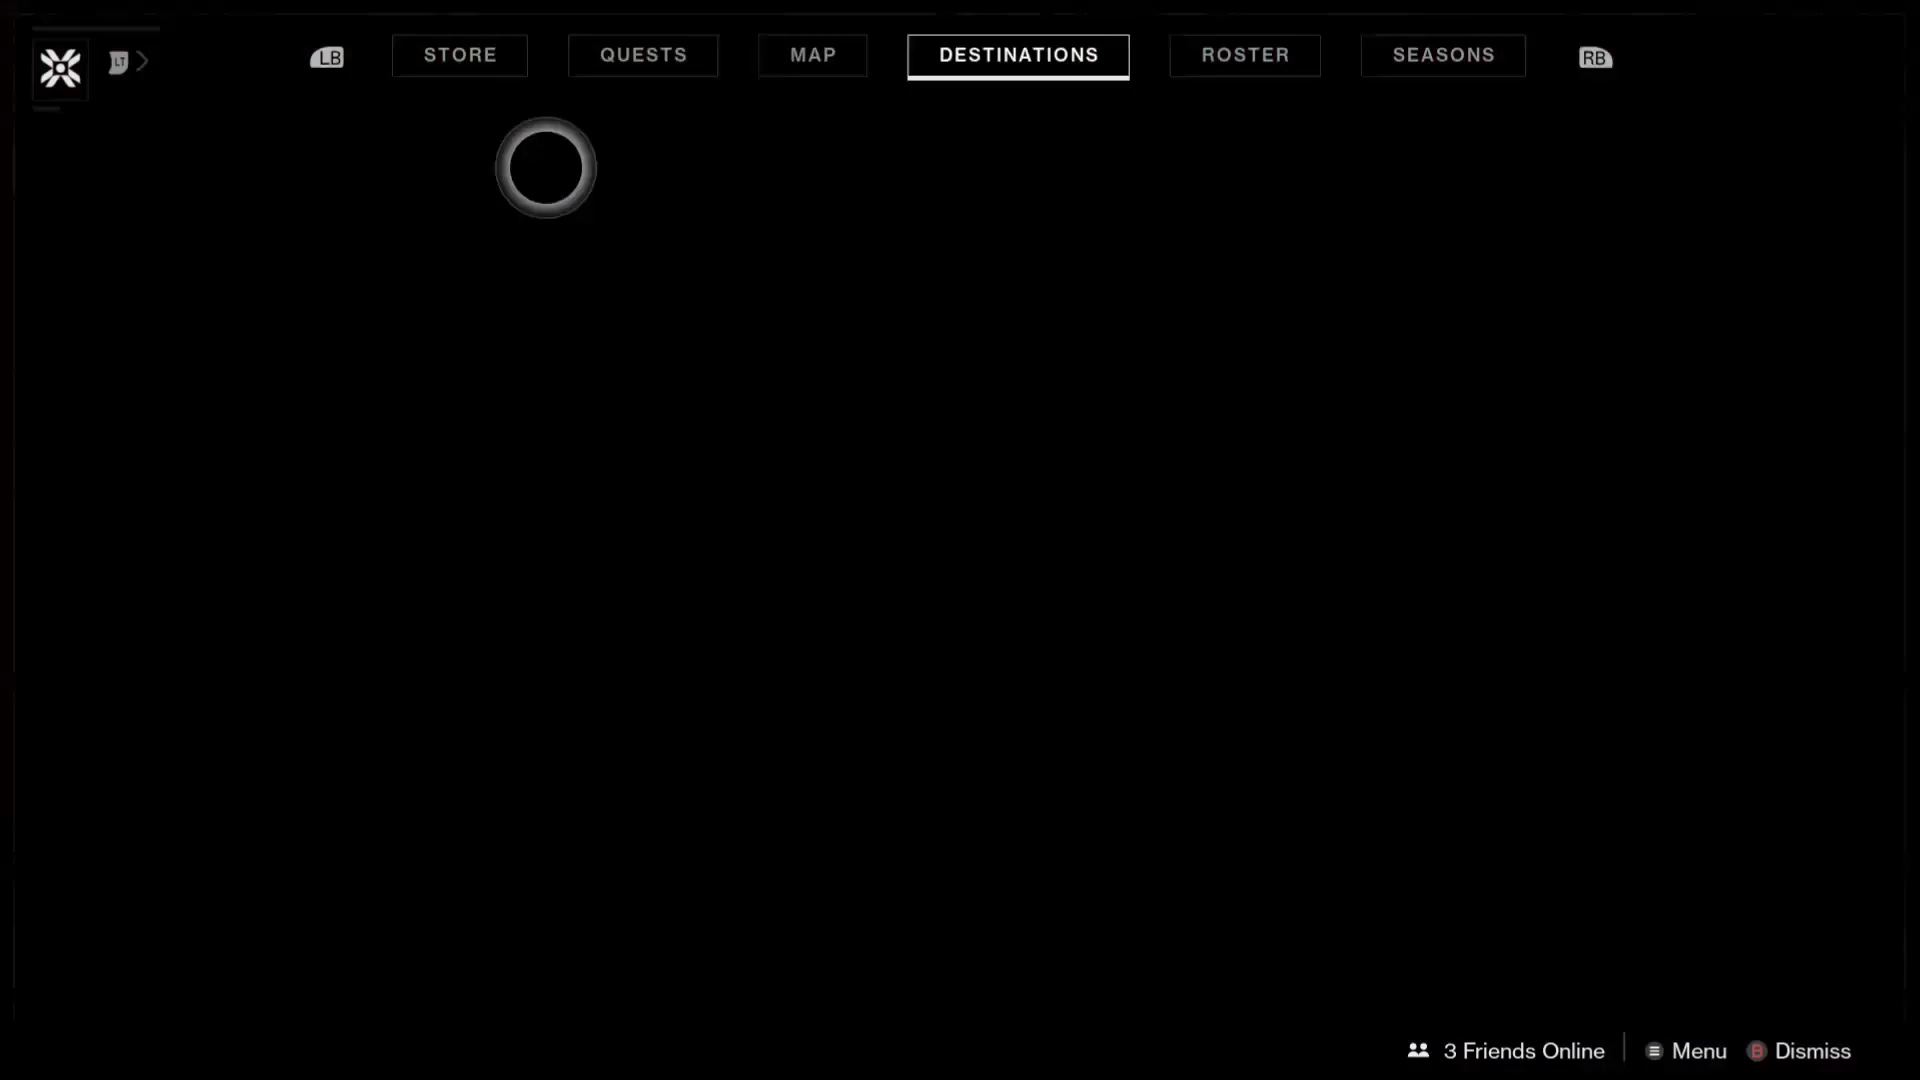 LT LB STORE QUESTS MAP DESTINATIONS ROSTER SEASONS RB
3 Friends Online Menu B Dismiss